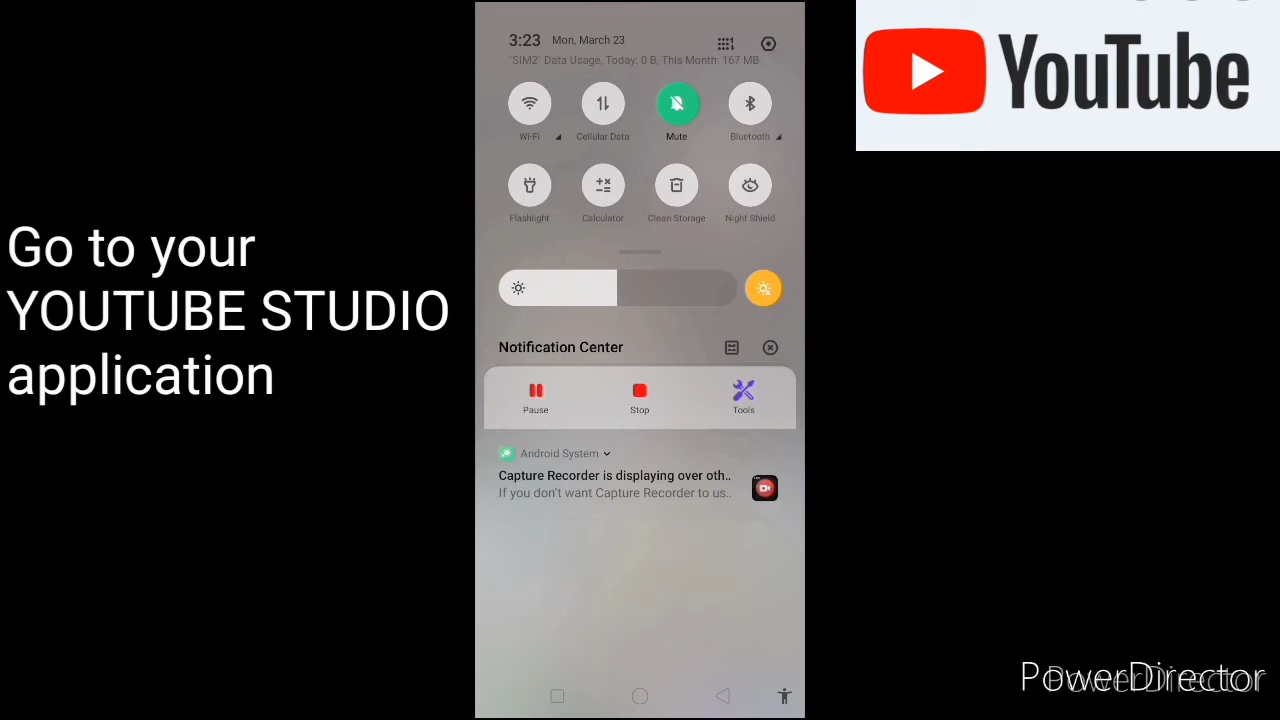 Go to your
YOUTUBE STUDIO
application
3:23 Mon, March 23
"SIM2" Data Usage, Today: 0 B, This Month: 167 MB
Wi-Fi Cellular Data Mute Bluetooth
Flashlight Calculator Clean Storage Night Shield
Notification Center
Pause Stop Tools
Android System
Capture Recorder is displaying over oth..
If you don't want Capture Recorder to us..
YouTube
PowerDirector